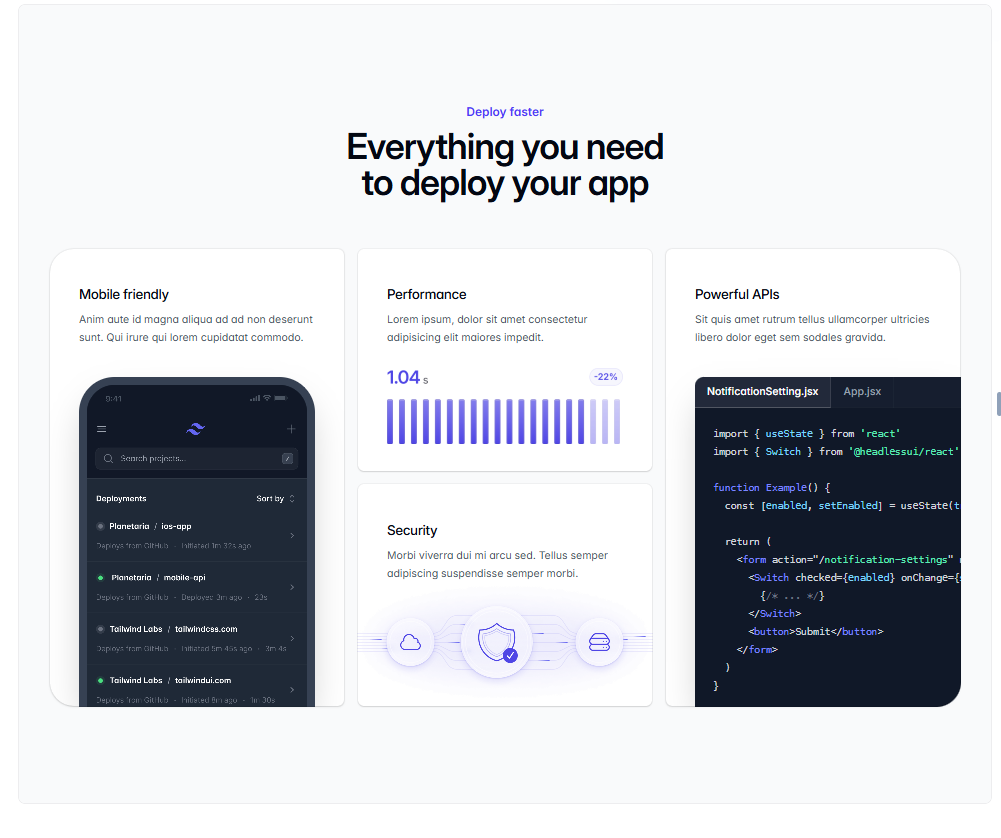 Deploy faster
Everything you need
to deploy your app
Mobile friendly
Anim aute id magna aliqua ad ad non deserunt
sunt. Qui irure qui lorem cupidatat commodo.
9:41
Search projects...
/
Deployments
Sort by
Planetaria / ios-app
Deploys from GitHub · Initiated 1m 32s ago
Planetaria / mobile-api
Deploys from GitHub · Deployed 3m ago · 23s
Tailwind Labs / tailwindcss.com
Deploys from GitHub · Initiated 5m 45s ago · 3m 4s
Tailwind Labs / tailwindui.com
Deploys from GitHub · Initiated 8m ago · 1m 30s
Performance
Lorem ipsum, dolor sit amet consectetur
adipisicing elit maiores impedit.
1.04 s
-22%
Security
Morbi viverra dui mi arcu sed. Tellus semper
adipiscing suspendisse semper morbi.
Powerful APIs
Sit quis amet rutrum tellus ullamcorper ultricies
libero dolor eget sem sodales gravida.
NotificationSetting.jsx
App.jsx
import { useState } from 'react'
import { Switch } from '@headlessui/react'
function Example() {
const [enabled, setEnabled] = useState(t
return (
<form action="/notification-settings"
<Switch checked={enabled} onChange={
{/* ... */}
</Switch>
<button>Submit</button>
</form>
)
}